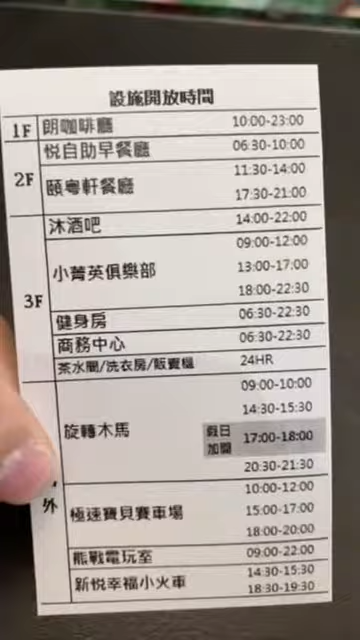 設施開放時間
1F 朗咖啡廳 10:00-23:00
2F 悅自助早餐廳 06:30-10:00
頤粵軒餐廳 11:30-14:00
17:30-21:00
3F 沐酒吧 14:00-22:00
小菁英俱樂部 09:00-12:00
13:00-17:00
18:00-22:30
健身房 06:30-22:30
商務中心 06:30-22:30
茶水間/洗衣房/販賣機 24HR
外 旋轉木馬 09:00-10:00
14:30-15:30
假日加開 17:00-18:00
20:30-21:30
極速寶貝賽車場 10:00-12:00
15:00-17:00
18:00-20:00
熊戰電玩室 09:00-22:00
新悅幸福小火車 14:30-15:30
18:30-19:30